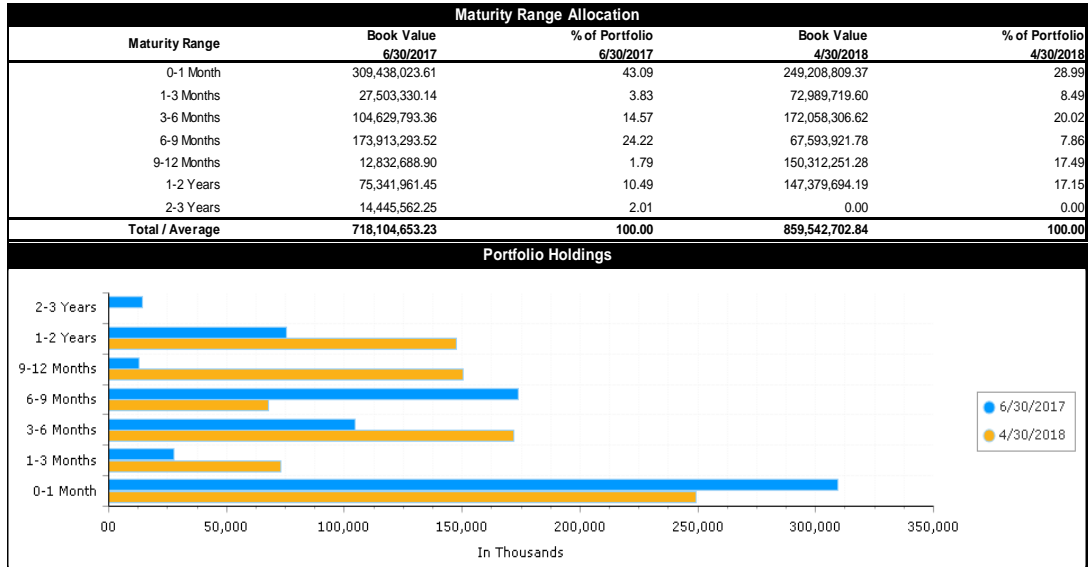 Maturity Range Allocation
Maturity Range Book Value % of Portfolio Book Value % of Portfolio
6/30/2017 6/30/2017 4/30/2018 4/30/2018
0-1 Month 309,438,023.61 43.09 249,208,809.37 28.99
1-3 Months 27,503,330.14 3.83 72,989,719.60 8.49
3-6 Months 104,629,793.36 14.57 172,058,306.62 20.02
6-9 Months 173,913,293.52 24.22 67,593,921.78 7.86
9-12 Months 12,832,688.90 1.79 150,312,251.28 17.49
1-2 Years 75,341,961.45 10.49 147,379,694.19 17.15
2-3 Years 14,445,562.25 2.01 0.00 0.00
Total / Average 718,104,653.23 100.00 859,542,702.84 100.00
Portfolio Holdings
2-3 Years
1-2 Years
9-12 Months
6-9 Months
3-6 Months
1-3 Months
0-1 Month
6/30/2017
4/30/2018
00 50,000 100,000 150,000 200,000 250,000 300,000 350,000
In Thousands